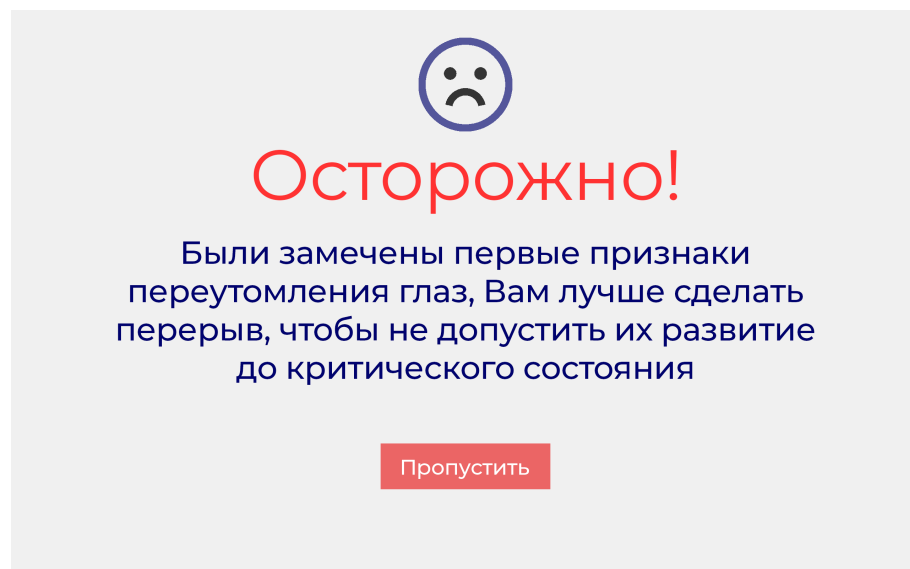 Осторожно!
Были замечены первые признаки
переутомления глаз, Вам лучше сделать
перерыв, чтобы не допустить их развитие
до критического состояния
Пропустить